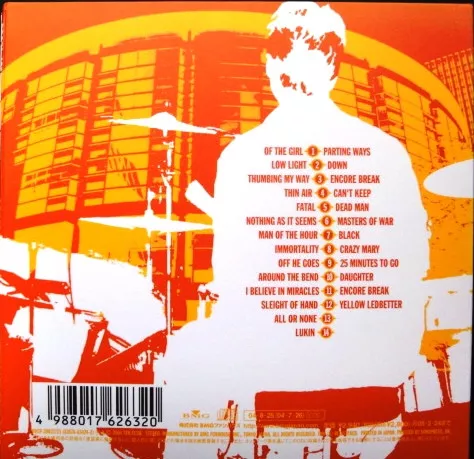 OF THE GIRL 1 PARTING WAYS
LOW LIGHT 2 DOWN
THUMBING MY WAY 3 ENCORE BREAK
THIN AIR 4 CAN'T KEEP
FATAL 5 DEAD MAN
NOTHING AS IT SEEMS 6 MASTERS OF WAR
MAN OF THE HOUR 7 BLACK
IMMORTALITY 8 CRAZY MARY
OFF HE GOES 9 25 MINUTES TO GO
AROUND THE BEND 10 DAUGHTER
I BELIEVE IN MIRACLES 11 ENCORE BREAK
SLEIGHT OF HAND 12 YELLOW LEDBETTER
ALL OR NONE 13
LUKIN 14
4 988017 626320
BMG